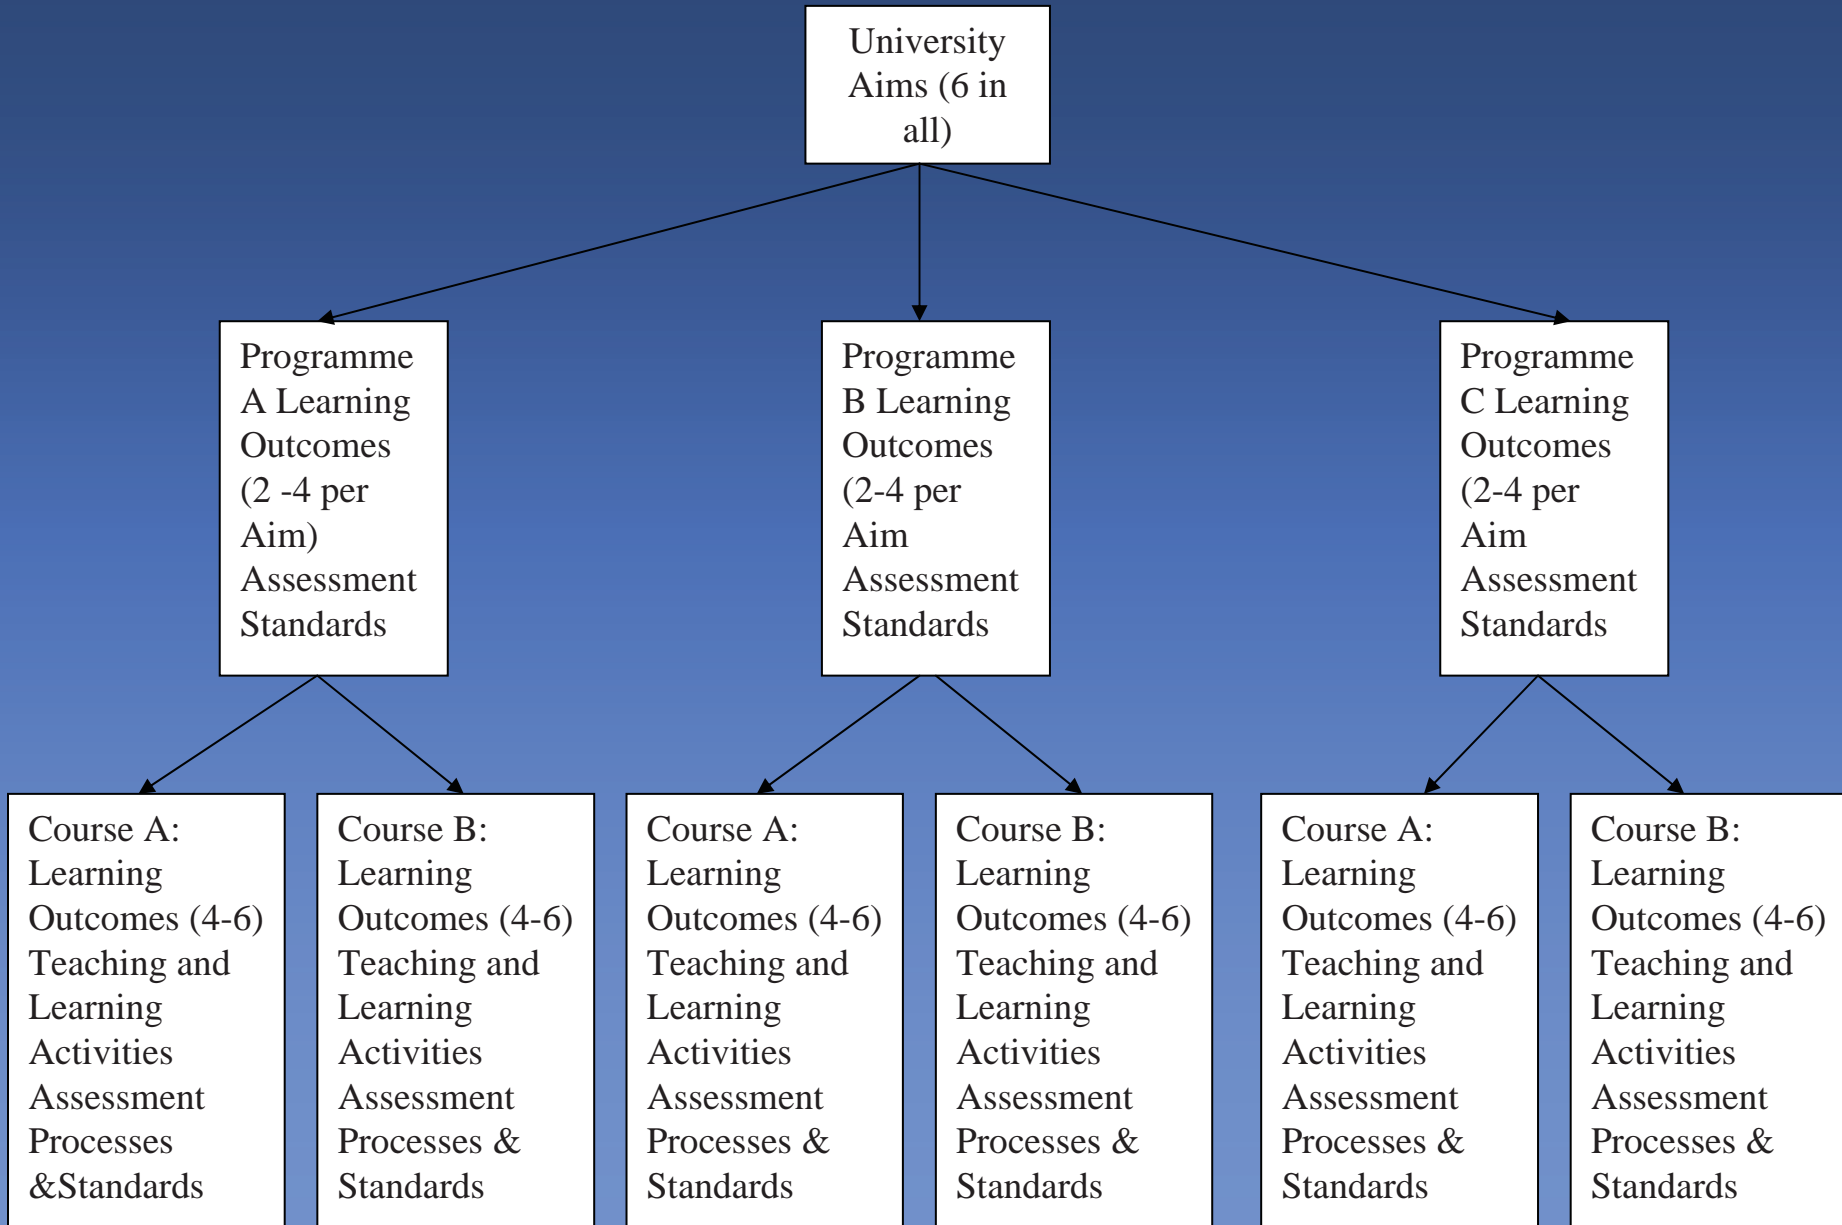 University
Aims (6 in
all)
Programme
A Learning
Outcomes
(2 -4 per
Aim)
Assessment
Standards
Programme
B Learning
Outcomes
(2-4 per
Aim
Assessment
Standards
Programme
C Learning
Outcomes
(2-4 per
Aim
Assessment
Standards
Course A:
Learning
Outcomes (4-6)
Teaching and
Learning
Activities
Assessment
Processes
&Standards
Course B:
Learning
Outcomes (4-6)
Teaching and
Learning
Activities
Assessment
Processes &
Standards
Course A:
Learning
Outcomes (4-6)
Teaching and
Learning
Activities
Assessment
Processes &
Standards
Course B:
Learning
Outcomes (4-6)
Teaching and
Learning
Activities
Assessment
Processes &
Standards
Course A:
Learning
Outcomes (4-6)
Teaching and
Learning
Activities
Assessment
Processes &
Standards
Course B:
Learning
Outcomes (4-6)
Teaching and
Learning
Activities
Assessment
Processes &
Standards